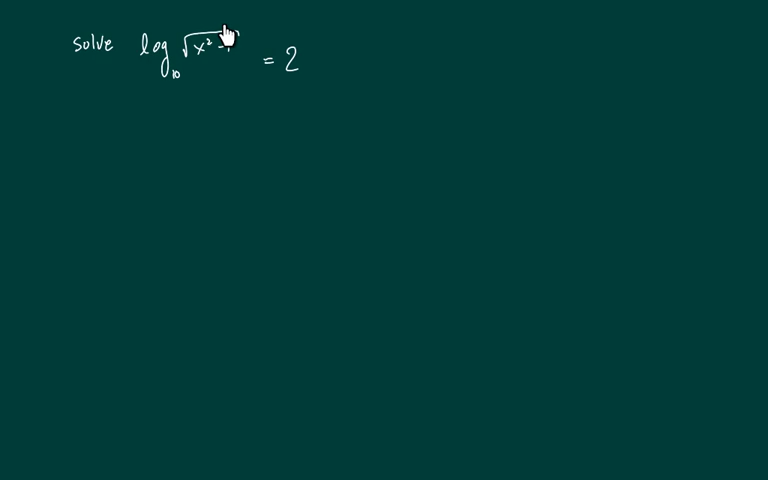 solve log₁₀ √(x² -) = 2